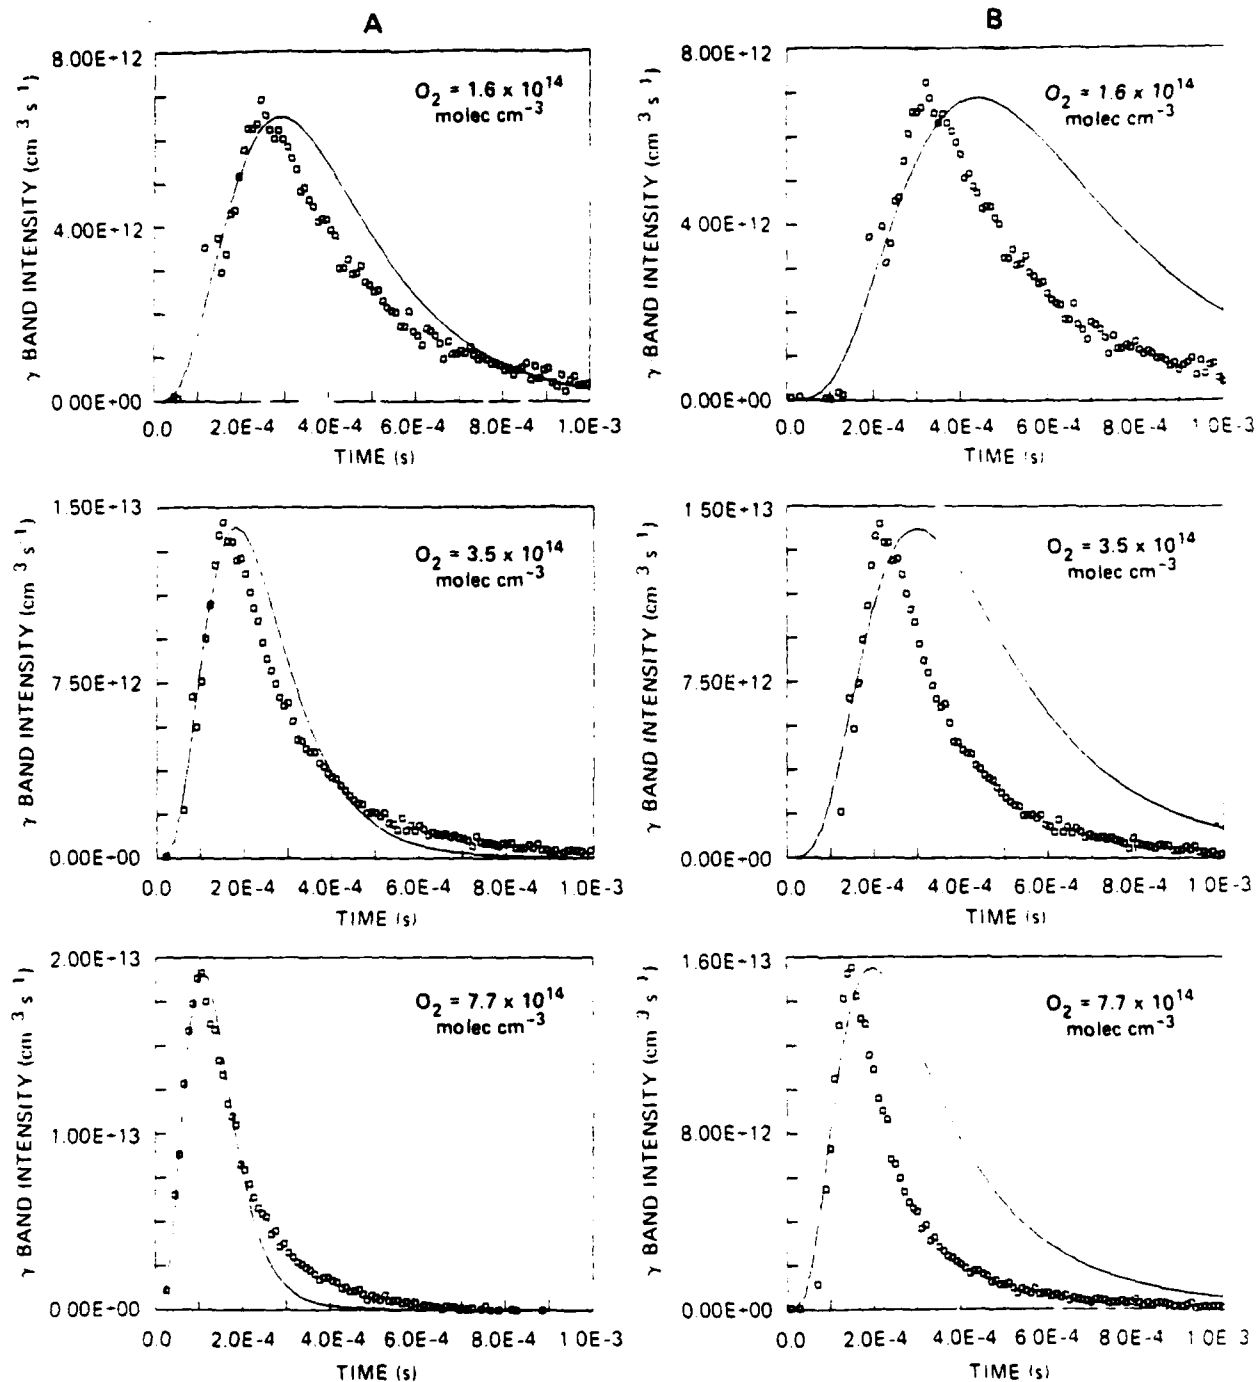 A
B
γ BAND INTENSITY (cm⁻³ s⁻¹)
8.00E+12
4.00E+12
0.00E+00
O₂ = 1.6 x 10¹⁴
molec cm⁻³
0.0 2.0E-4 4.0E-4 6.0E-4 8.0E-4 1.0E-3
TIME (s)
γ BAND INTENSITY (cm⁻³ s⁻¹)
8.00E+12
4.00E+12
0.00E+00
O₂ = 1.6 x 10¹⁴
molec cm⁻³
0.0 2.0E-4 4.0E-4 6.0E-4 8.0E-4 1.0E-3
TIME (s)
γ BAND INTENSITY (cm⁻³ s⁻¹)
1.50E+13
7.50E+12
0.00E+00
O₂ = 3.5 x 10¹⁴
molec cm⁻³
0.0 2.0E-4 4.0E-4 6.0E-4 8.0E-4 1.0E-3
TIME (s)
γ BAND INTENSITY (cm⁻³ s⁻¹)
1.50E+13
7.50E+12
0.00E+00
O₂ = 3.5 x 10¹⁴
molec cm⁻³
0.0 2.0E-4 4.0E-4 6.0E-4 8.0E-4 1.0E-3
TIME (s)
γ BAND INTENSITY (cm⁻³ s⁻¹)
2.00E+13
1.00E+13
0.00E+00
O₂ = 7.7 x 10¹⁴
molec cm⁻³
0.0 2.0E-4 4.0E-4 6.0E-4 8.0E-4 1.0E-3
TIME (s)
γ BAND INTENSITY (cm⁻³ s⁻¹)
1.60E+13
8.00E+12
0.00E+00
O₂ = 7.7 x 10¹⁴
molec cm⁻³
0.0 2.0E-4 4.0E-4 6.0E-4 8.0E-4 1.0E-3
TIME (s)